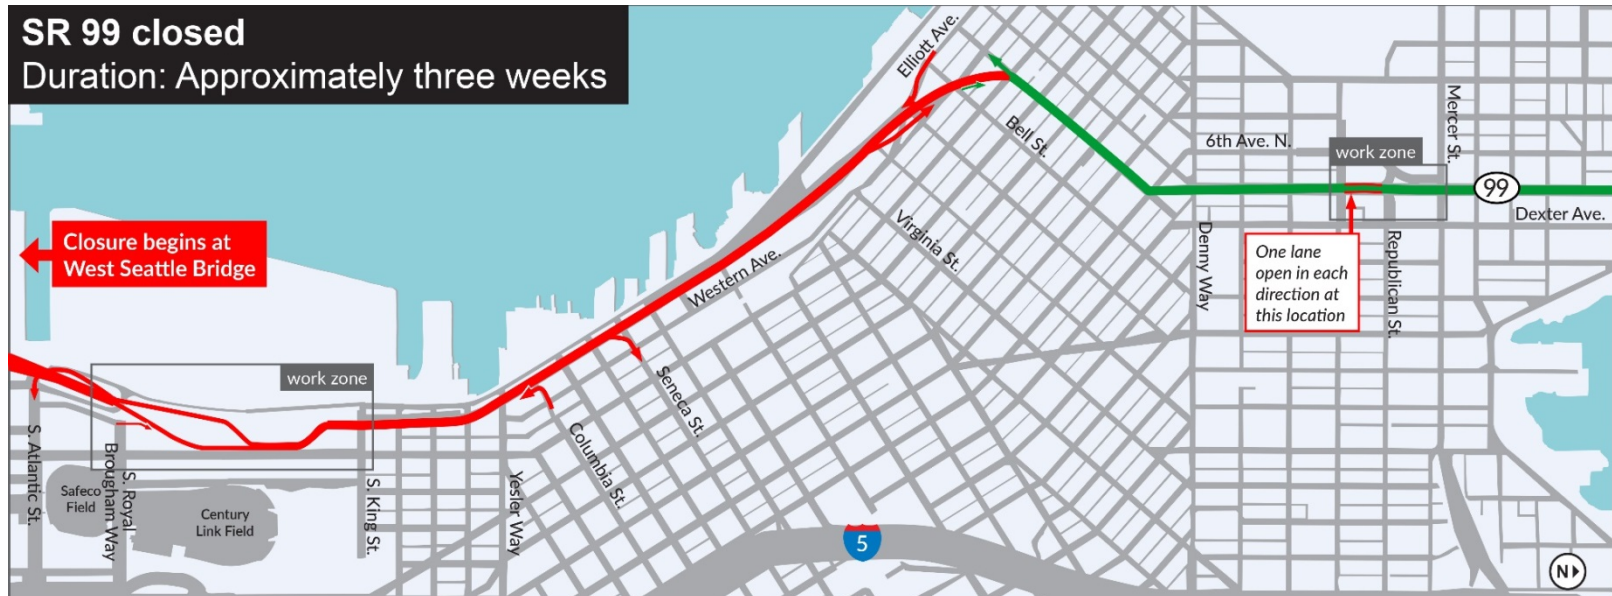 SR 99 closed
Duration: Approximately three weeks
Elliott Ave.
Bell St.
6th Ave. N.
Mercer St.
work zone
99
Dexter Ave.
Closure begins at
West Seattle Bridge
Western Ave.
Virginia St.
Denny Way
One lane
open in each
direction at
this location
Republican St.
work zone
Seneca St.
Columbia St.
S. Atlantic St.
Safeco
Field
S. Royal
Brougham Way
Century
Link Field
S. King St.
Yesler Way
5
N